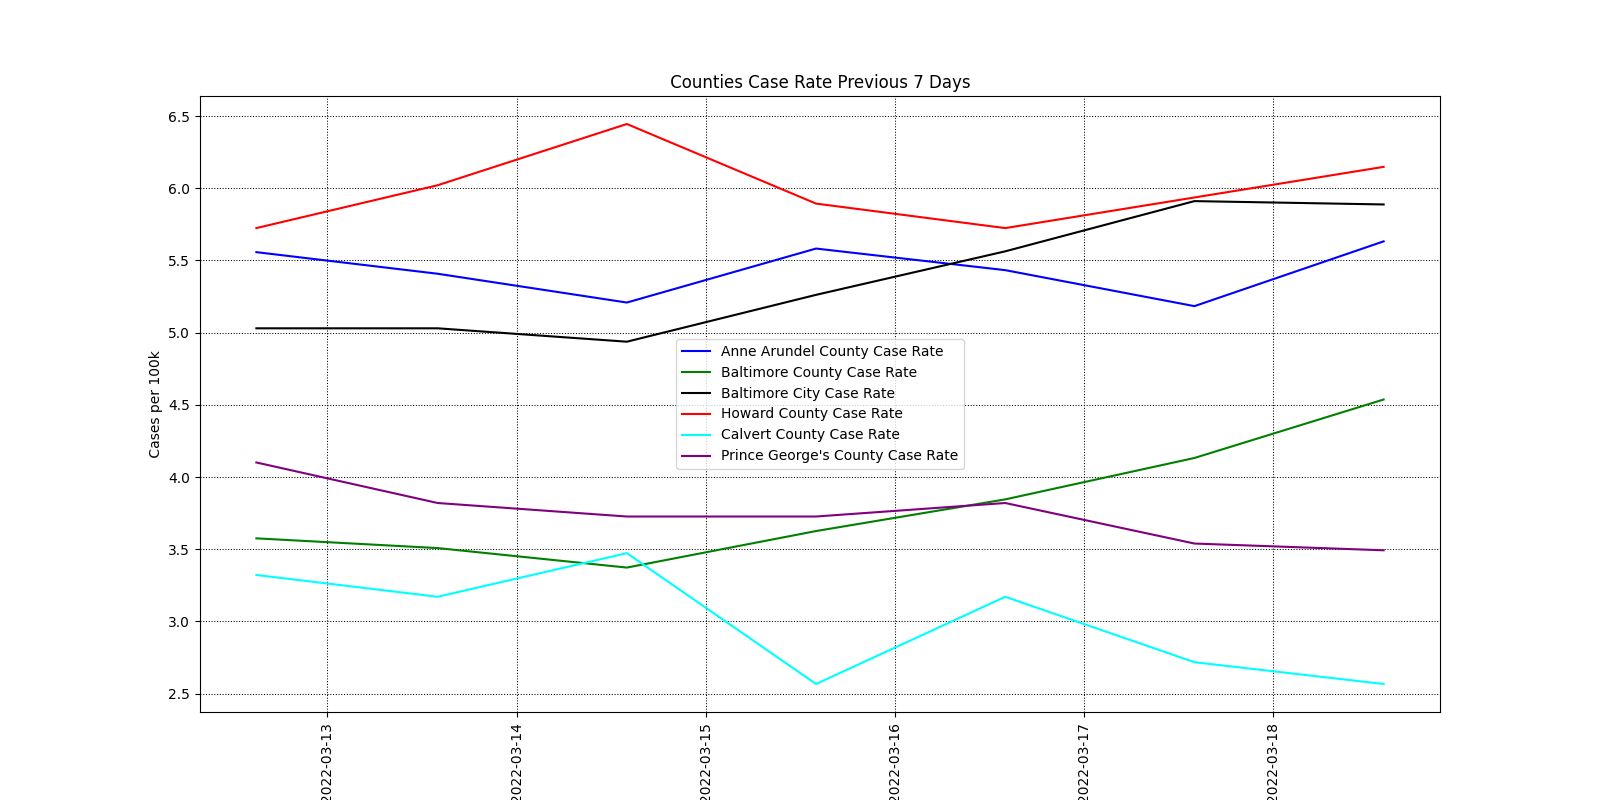 Counties Case Rate Previous 7 Days
6.5
6.0
5.5
5.0
4.5
4.0
3.5
3.0
2.5
Cases per 100k
Anne Arundel County Case Rate
Baltimore County Case Rate
Baltimore City Case Rate
Howard County Case Rate
Calvert County Case Rate
Prince George's County Case Rate
2022-03-13
2022-03-14
2022-03-15
2022-03-16
2022-03-17
2022-03-18